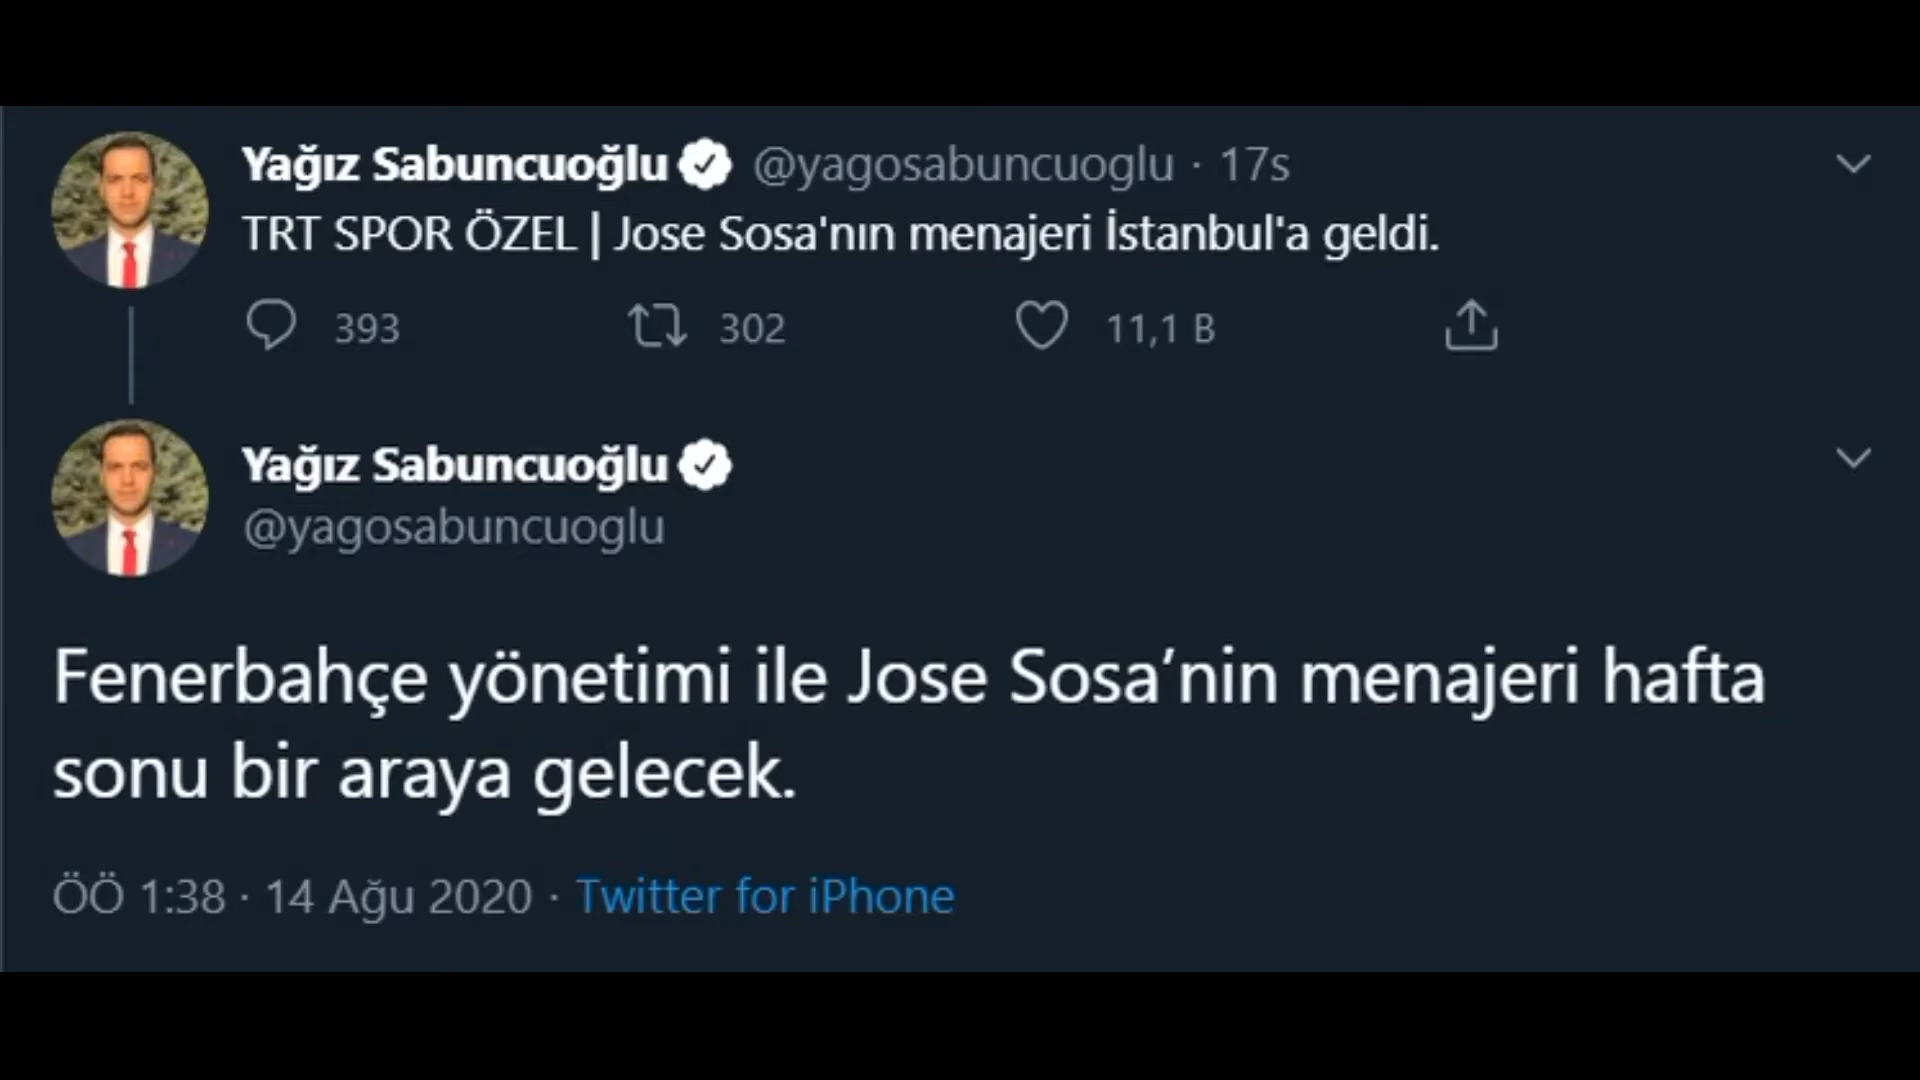 Yağız Sabuncuoğlu @yagosabuncuoglu · 17s
TRT SPOR ÖZEL | Jose Sosa'nın menajeri İstanbul'a geldi.
393 302 11,1 B
Yağız Sabuncuoğlu
@yagosabuncuoglu
Fenerbahçe yönetimi ile Jose Sosa’nin menajeri hafta
sonu bir araya gelecek.
ÖÖ 1:38 · 14 Ağu 2020 · Twitter for iPhone